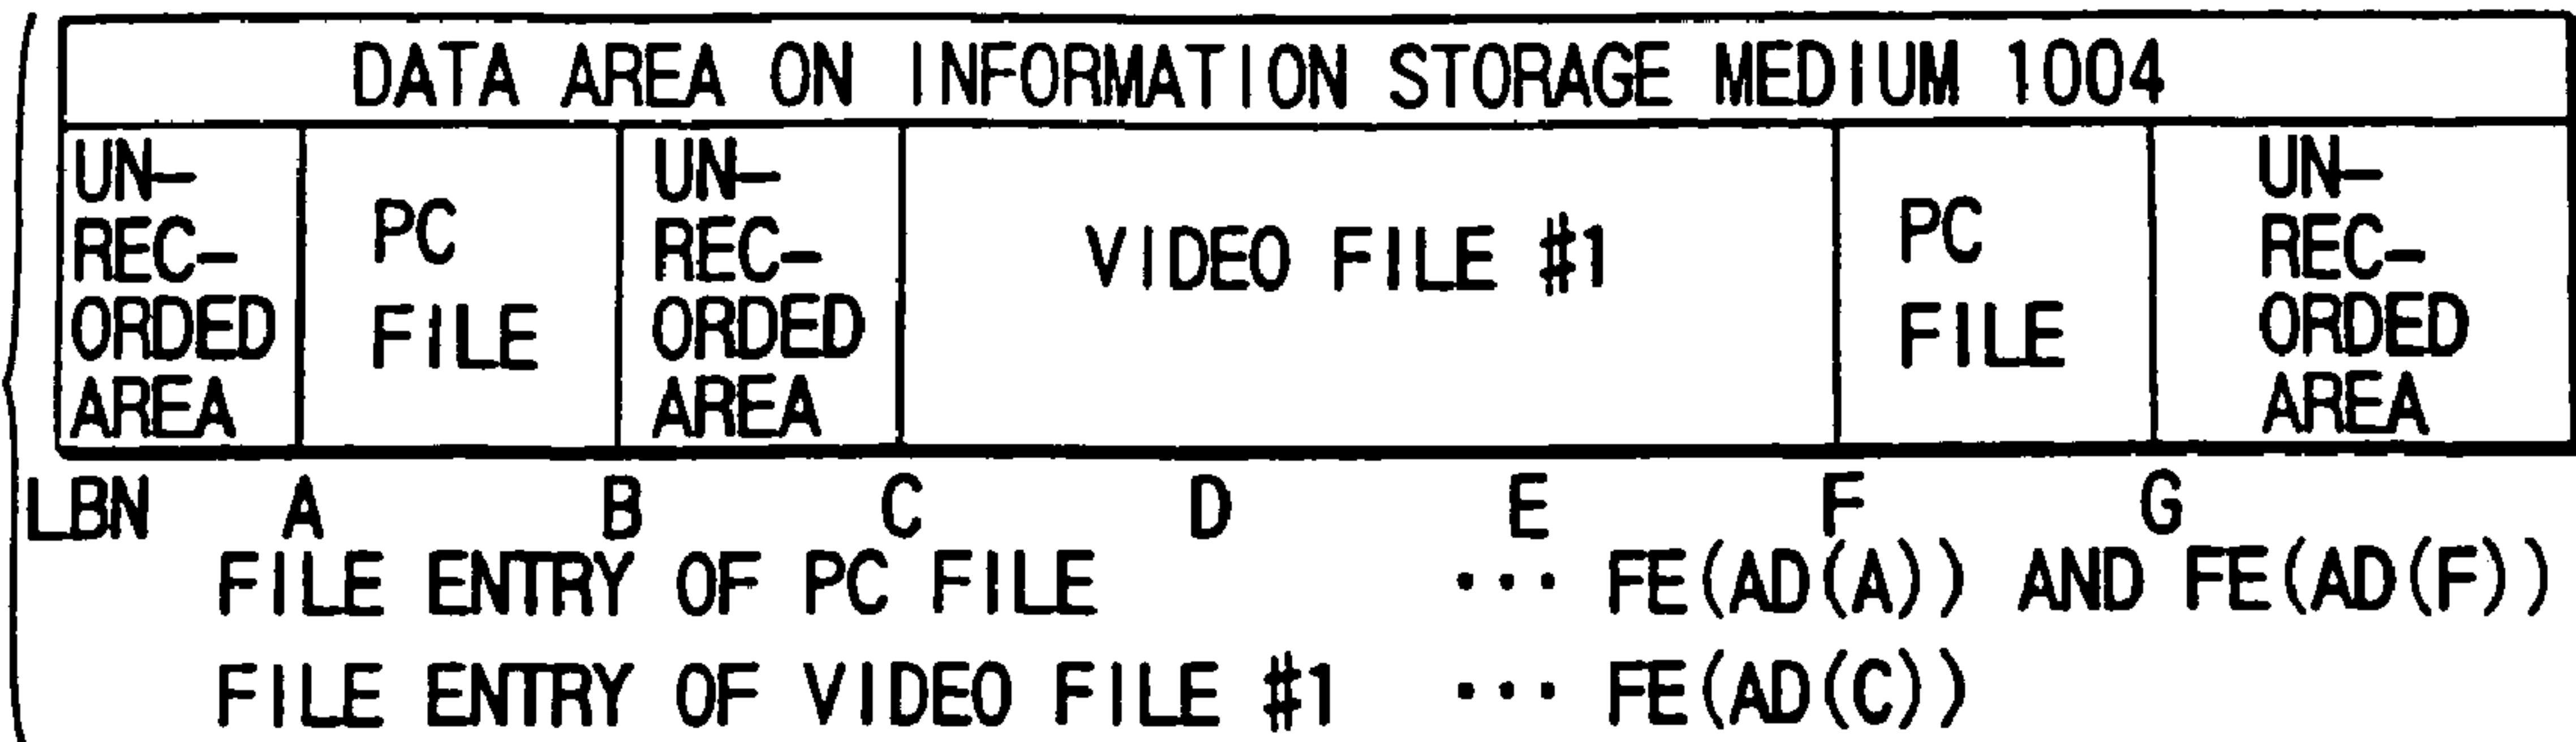 DATA AREA ON INFORMATION STORAGE MEDIUM 1004
UN-
REC-
ORDED
AREA
PC
FILE
UN-
REC-
ORDED
AREA
VIDEO FILE #1
PC
FILE
UN-
REC-
ORDED
AREA
LBN A B C D E F G
FILE ENTRY OF PC FILE ··· FE(AD(A)) AND FE(AD(F))
FILE ENTRY OF VIDEO FILE #1 ··· FE(AD(C))